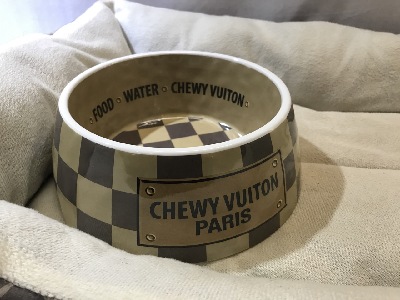 FOOD • WATER • CHEWY VUITON •
CHEWY VUITON
PARIS